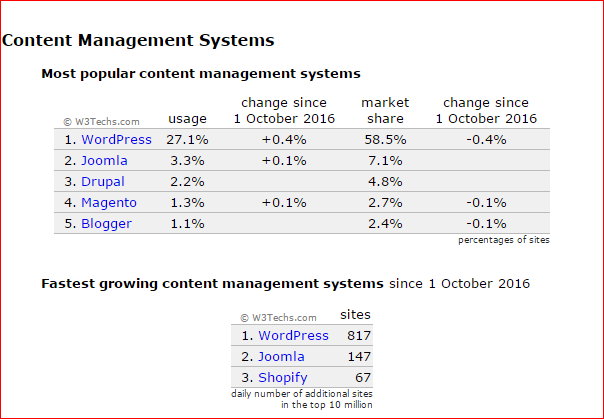 Content Management Systems
Most popular content management systems
© W3Techs.com usage change since 1 October 2016 market share change since 1 October 2016
1. WordPress 27.1% +0.4% 58.5% -0.4%
2. Joomla 3.3% +0.1% 7.1%
3. Drupal 2.2% 4.8%
4. Magento 1.3% +0.1% 2.7% -0.1%
5. Blogger 1.1% 2.4% -0.1%
percentages of sites
Fastest growing content management systems since 1 October 2016
© W3Techs.com sites
1. WordPress 817
2. Joomla 147
3. Shopify 67
daily number of additional sites
in the top 10 million